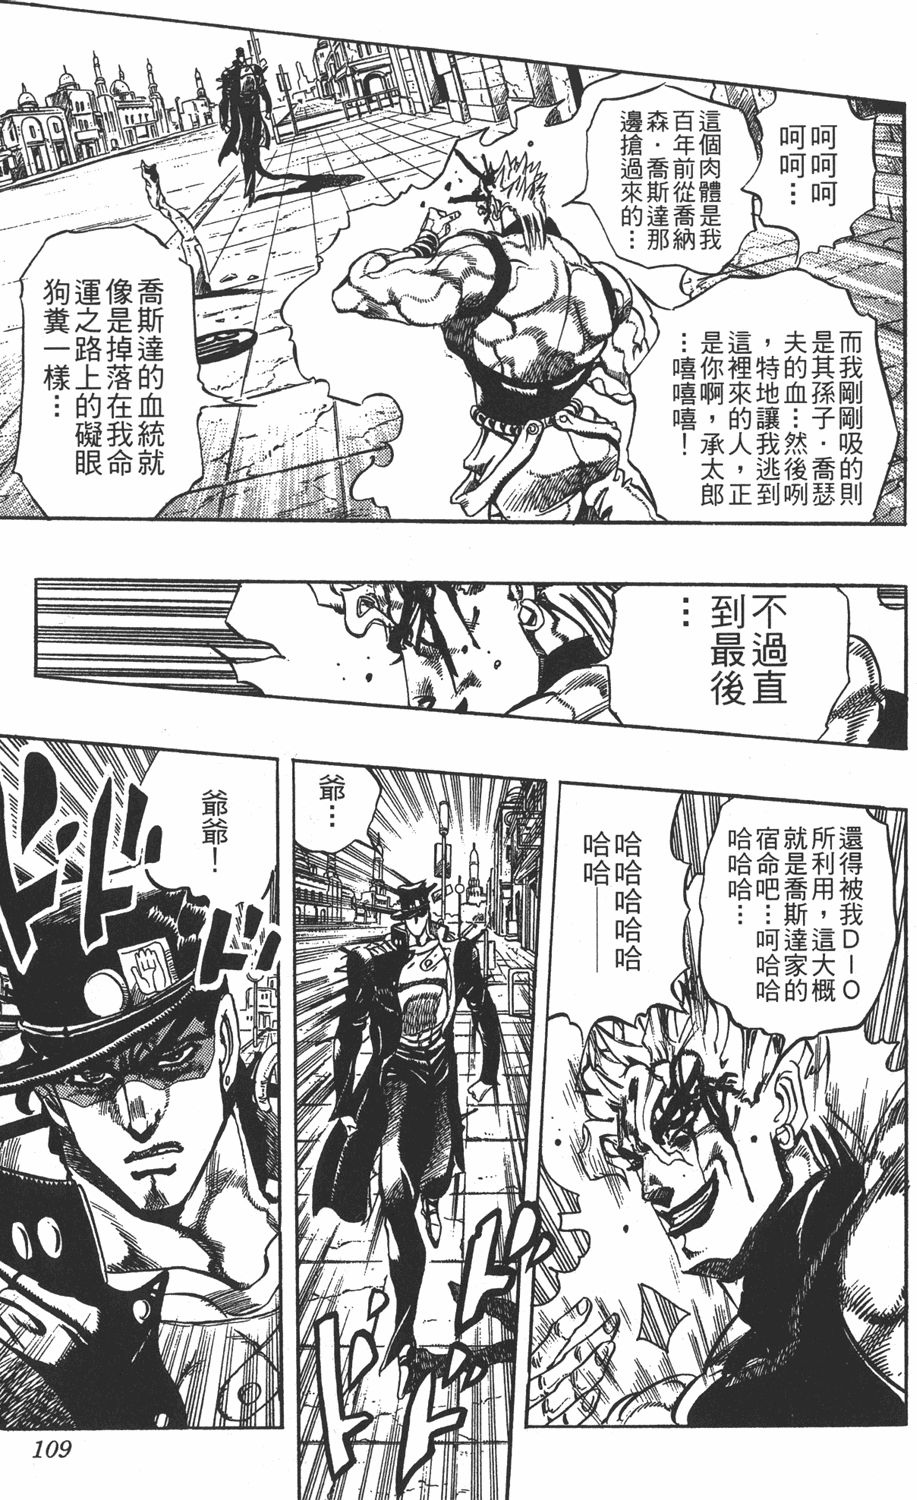 呵呵呵
呵呵…
這個肉體是我
百年前從喬納
森·喬斯達那
邊搶過來的…
而我剛剛吸的則
是其孫子·喬瑟
夫的血…然後咧
，特地讓我逃到
這裡來的人，正
是你啊，承太郎
…嘻嘻嘻！
喬斯達的血統就
像是掉落在我命
運之路上的礙眼
狗糞一樣…
不過直
到最後
…
還得被我DIO
所利用，這大概
就是喬斯達家的
宿命吧…呵哈哈
哈哈哈…
哈哈哈哈哈
哈哈——
爺…
ドドド
爺爺！
ドド
109